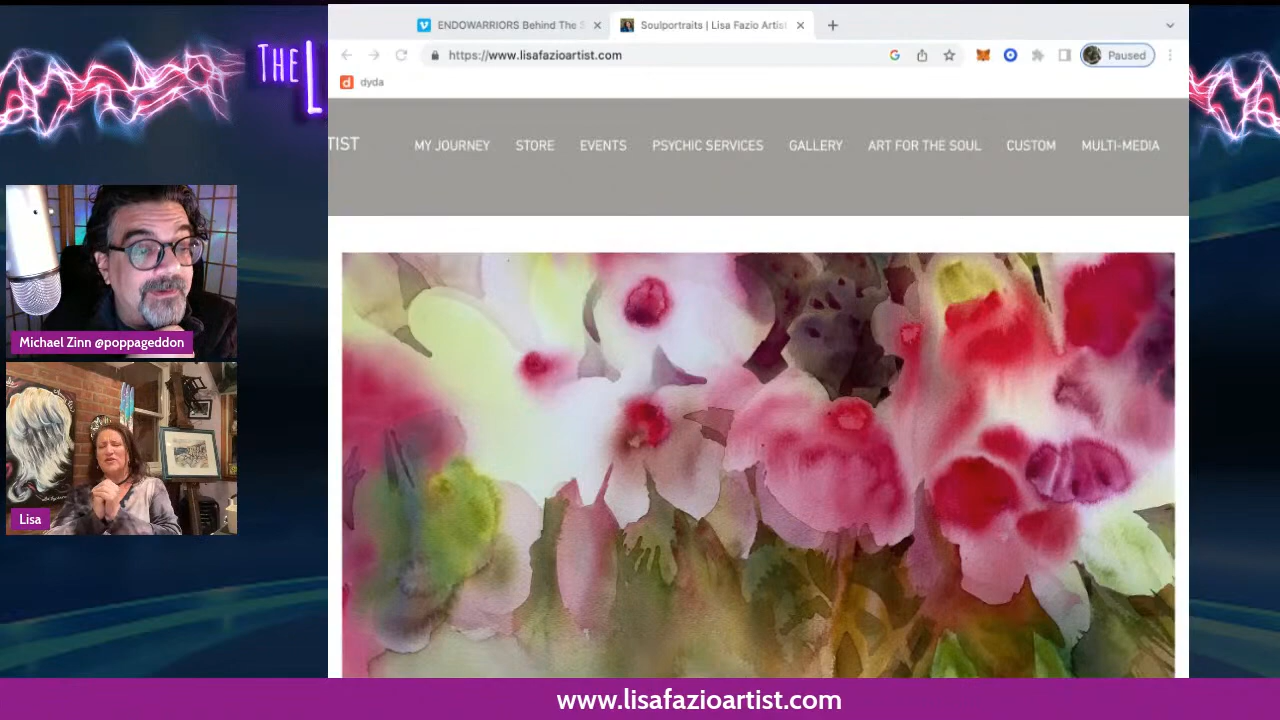 THE L
ENDOWARRIORS Behind The S
Soulportraits | Lisa Fazio Artist
https://www.lisafazioartist.com
Paused
dyda
TIST
MY JOURNEY
STORE
EVENTS
PSYCHIC SERVICES
GALLERY
ART FOR THE SOUL
CUSTOM
MULTI-MEDIA
Michael Zinn @poppageddon
Lisa
www.lisafazioartist.com